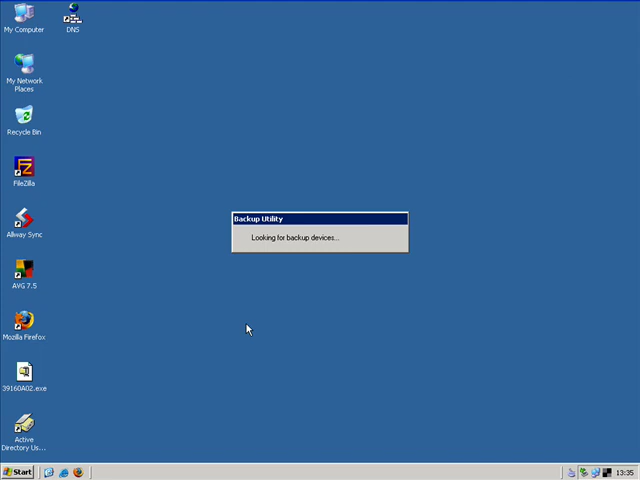 My Computer
DNS
My Network
Places
Recycle Bin
FileZilla
Allway Sync
AVG 7.5
Mozilla Firefox
39160A02.exe
Active
Directory Us...
Backup Utility
Looking for backup devices...
Start
13:35